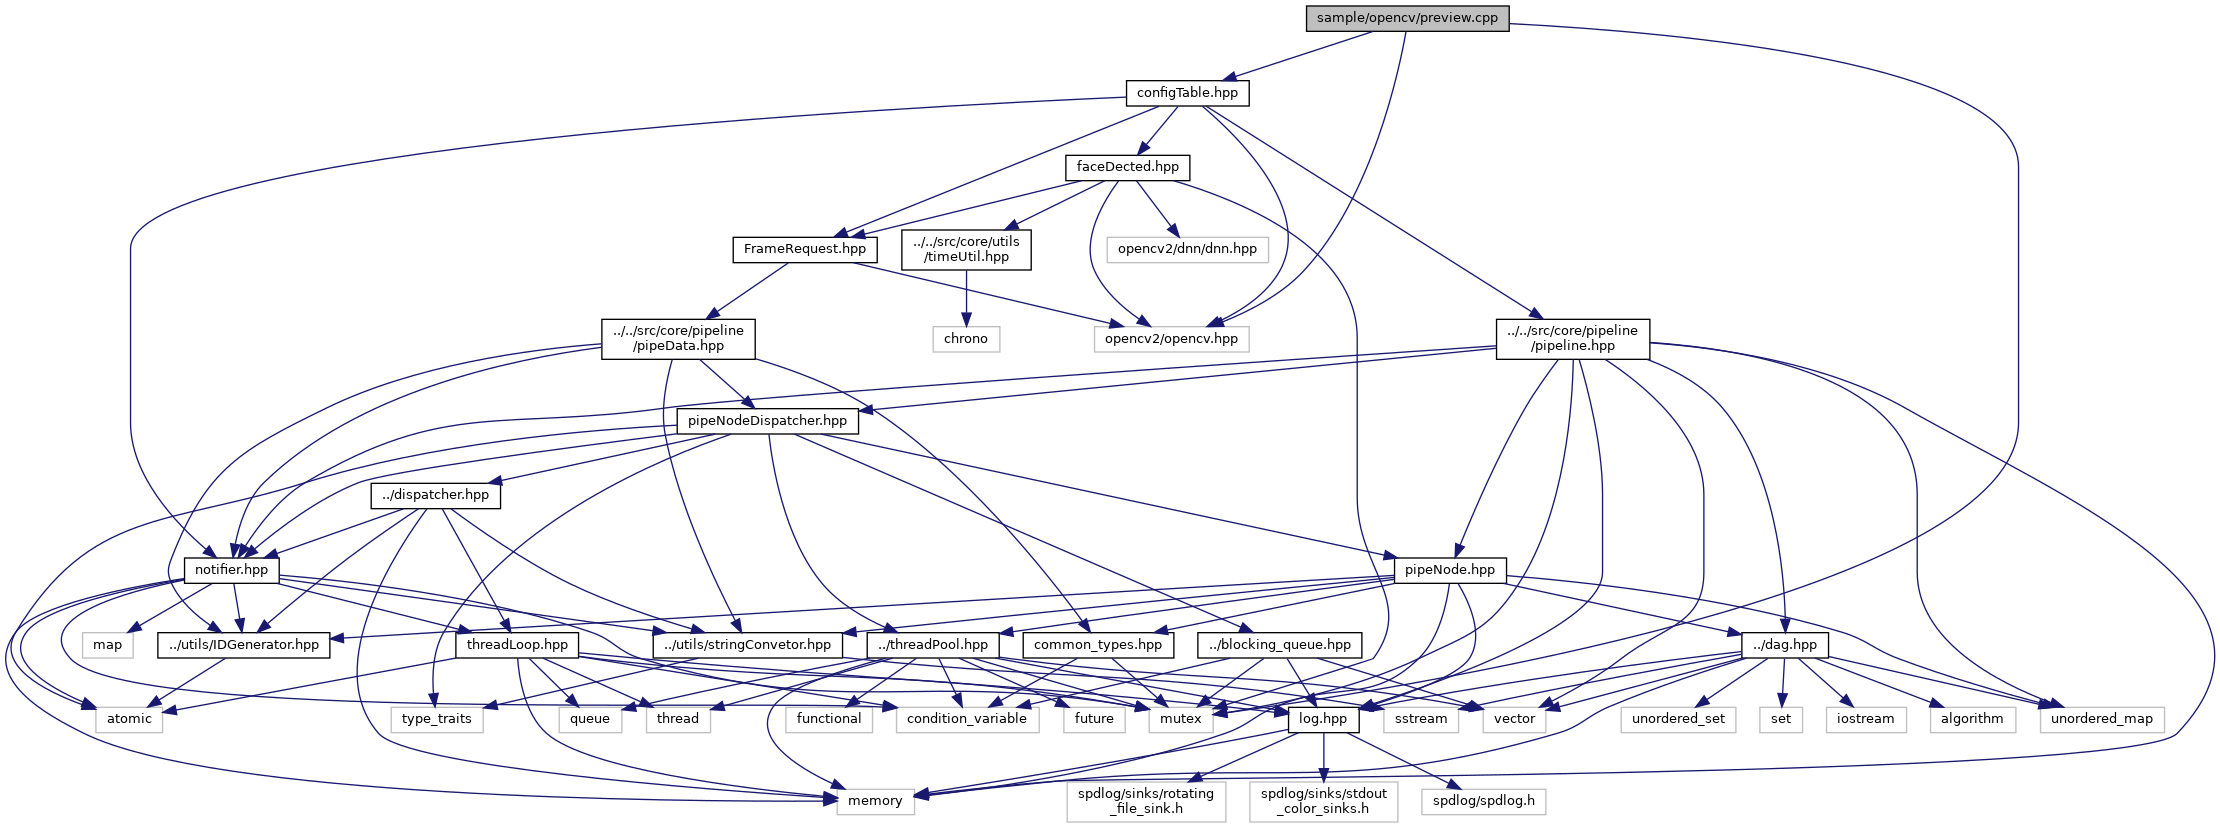 sample/opencv/preview.cpp
configTable.hpp
faceDected.hpp
FrameRequest.hpp
../../src/core/utils
/timeUtil.hpp
opencv2/dnn/dnn.hpp
../../src/core/pipeline
/pipeData.hpp
chrono
opencv2/opencv.hpp
../../src/core/pipeline
/pipeline.hpp
pipeNodeDispatcher.hpp
../dispatcher.hpp
notifier.hpp
pipeNode.hpp
map
../utils/IDGenerator.hpp
threadLoop.hpp
../utils/stringConvetor.hpp
../threadPool.hpp
common_types.hpp
../blocking_queue.hpp
../dag.hpp
atomic
type_traits
queue
thread
functional
condition_variable
future
mutex
log.hpp
sstream
vector
unordered_set
set
iostream
algorithm
unordered_map
memory
spdlog/sinks/rotating
_file_sink.h
spdlog/sinks/stdout
_color_sinks.h
spdlog/spdlog.h